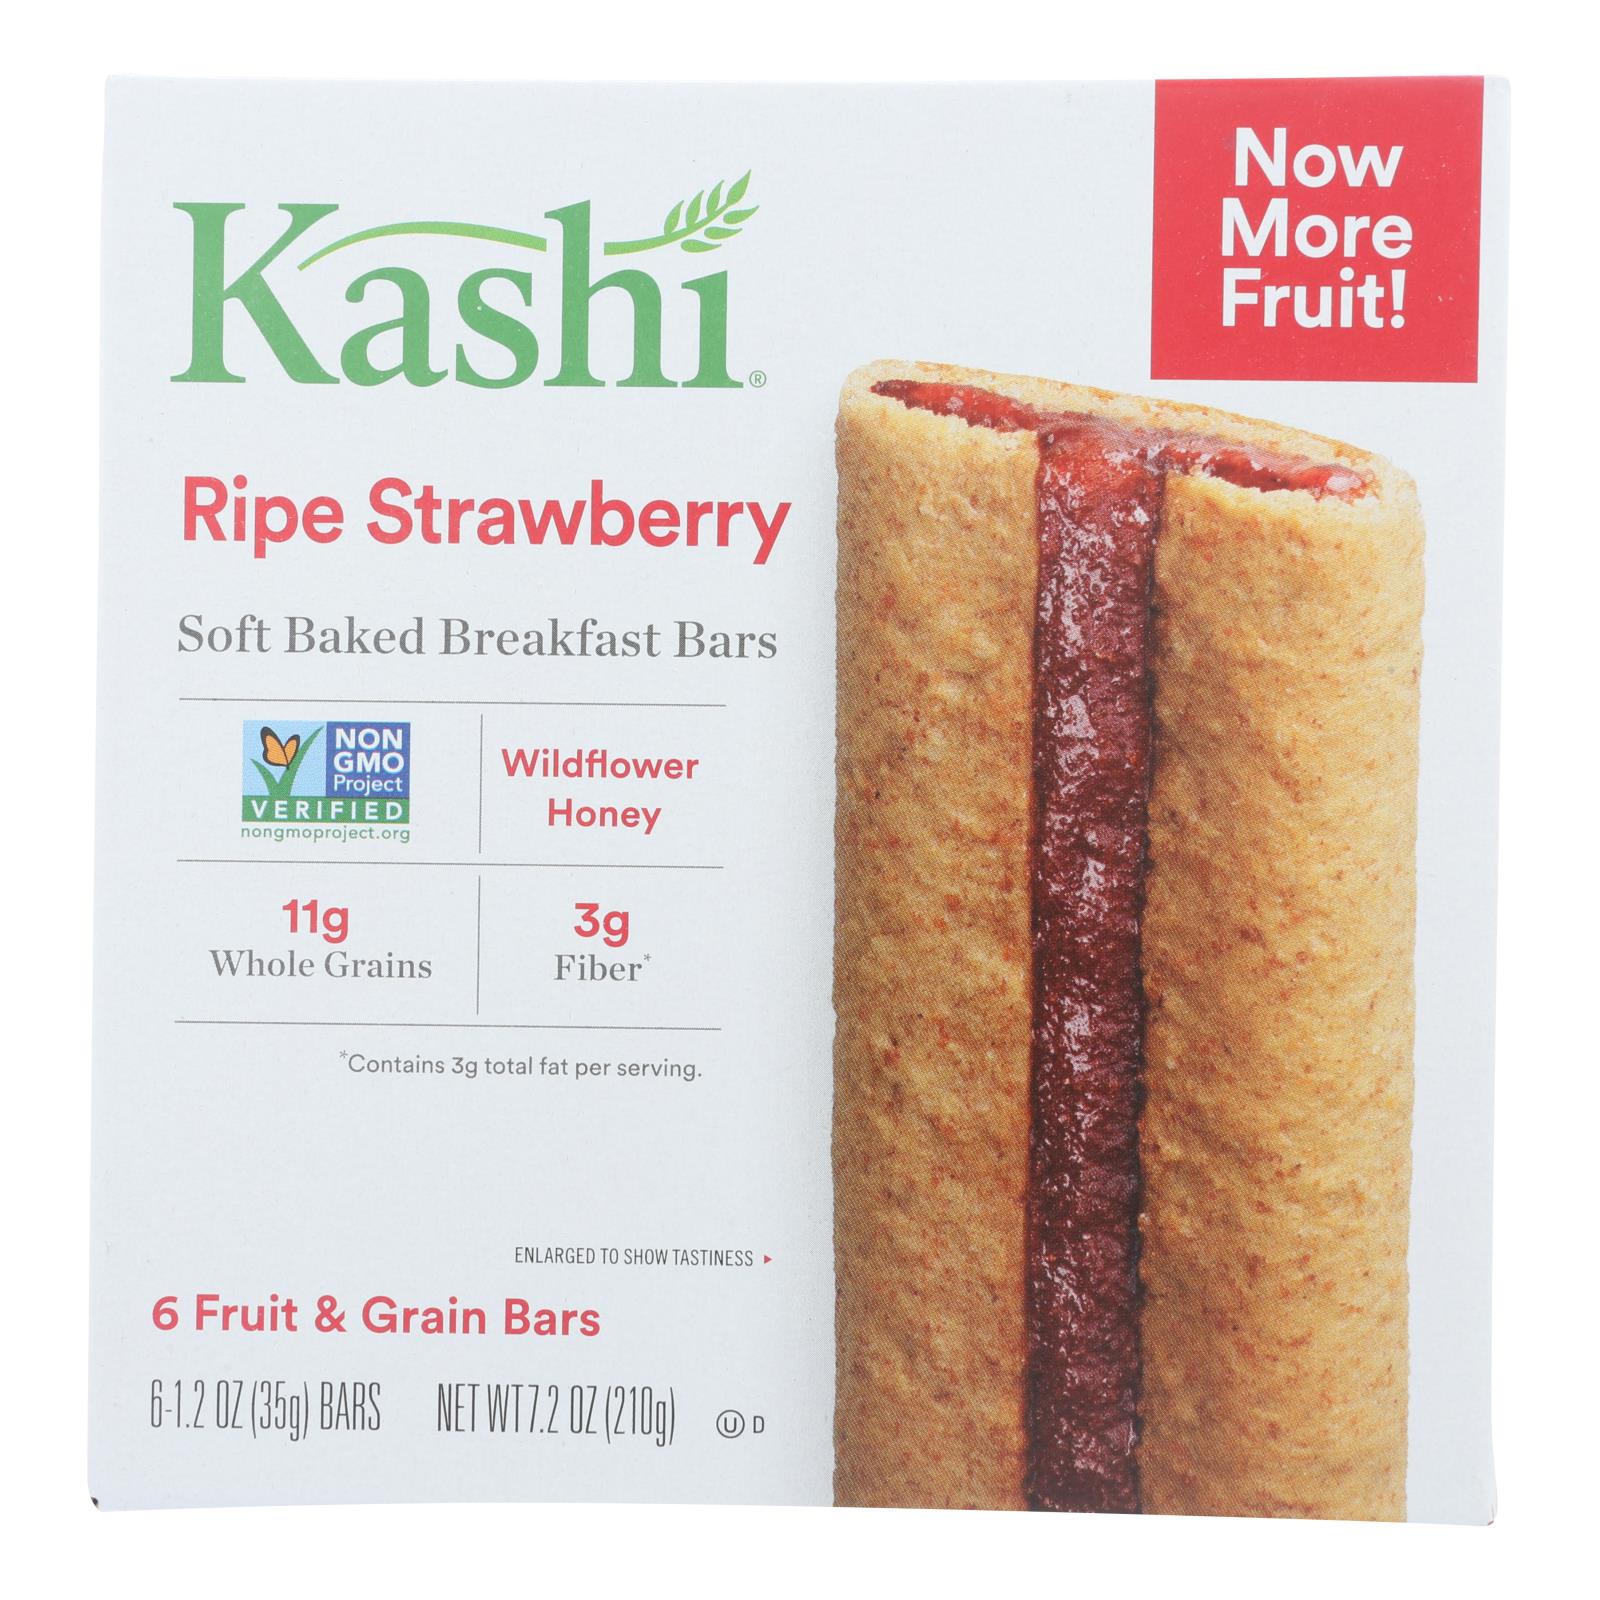 Now
More
Fruit!
Kashi®
Ripe Strawberry
Soft Baked Breakfast Bars
NON
GMO
Project
VERIFIED
nongmoproject.org
Wildflower
Honey
11g
Whole Grains
3g
Fiber*
*Contains 3g total fat per serving.
ENLARGED TO SHOW TASTINESS ▸
6 Fruit & Grain Bars
6-1.2 OZ (35g) BARS NET WT 7.2 OZ (210g) Ⓤ D